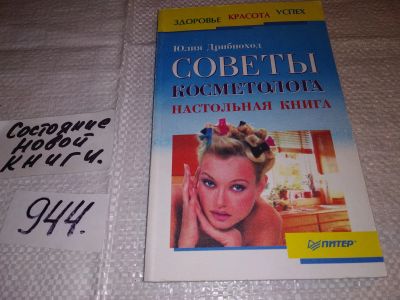 ЗДОРОВЬЕ КРАСОТА УСПЕХ
Юлия Дрибноход
СОВЕТЫ
КОСМЕТОЛОГА
НАСТОЛЬНАЯ КНИГА
ПИТЕР
Состояние
новой
книги.
944.